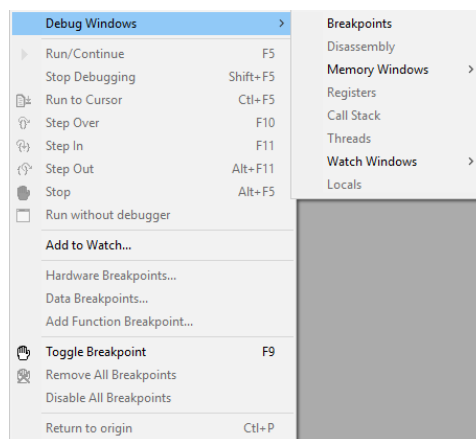 Debug Windows
Run/Continue F5
Stop Debugging Shift+F5
Run to Cursor Ctl+F5
Step Over F10
Step In F11
Step Out Alt+F11
Stop Alt+F5
Run without debugger
Add to Watch...
Hardware Breakpoints...
Data Breakpoints...
Add Function Breakpoint...
Toggle Breakpoint F9
Remove All Breakpoints
Disable All Breakpoints
Return to origin Ctl+P
Breakpoints
Disassembly
Memory Windows
Registers
Call Stack
Threads
Watch Windows
Locals